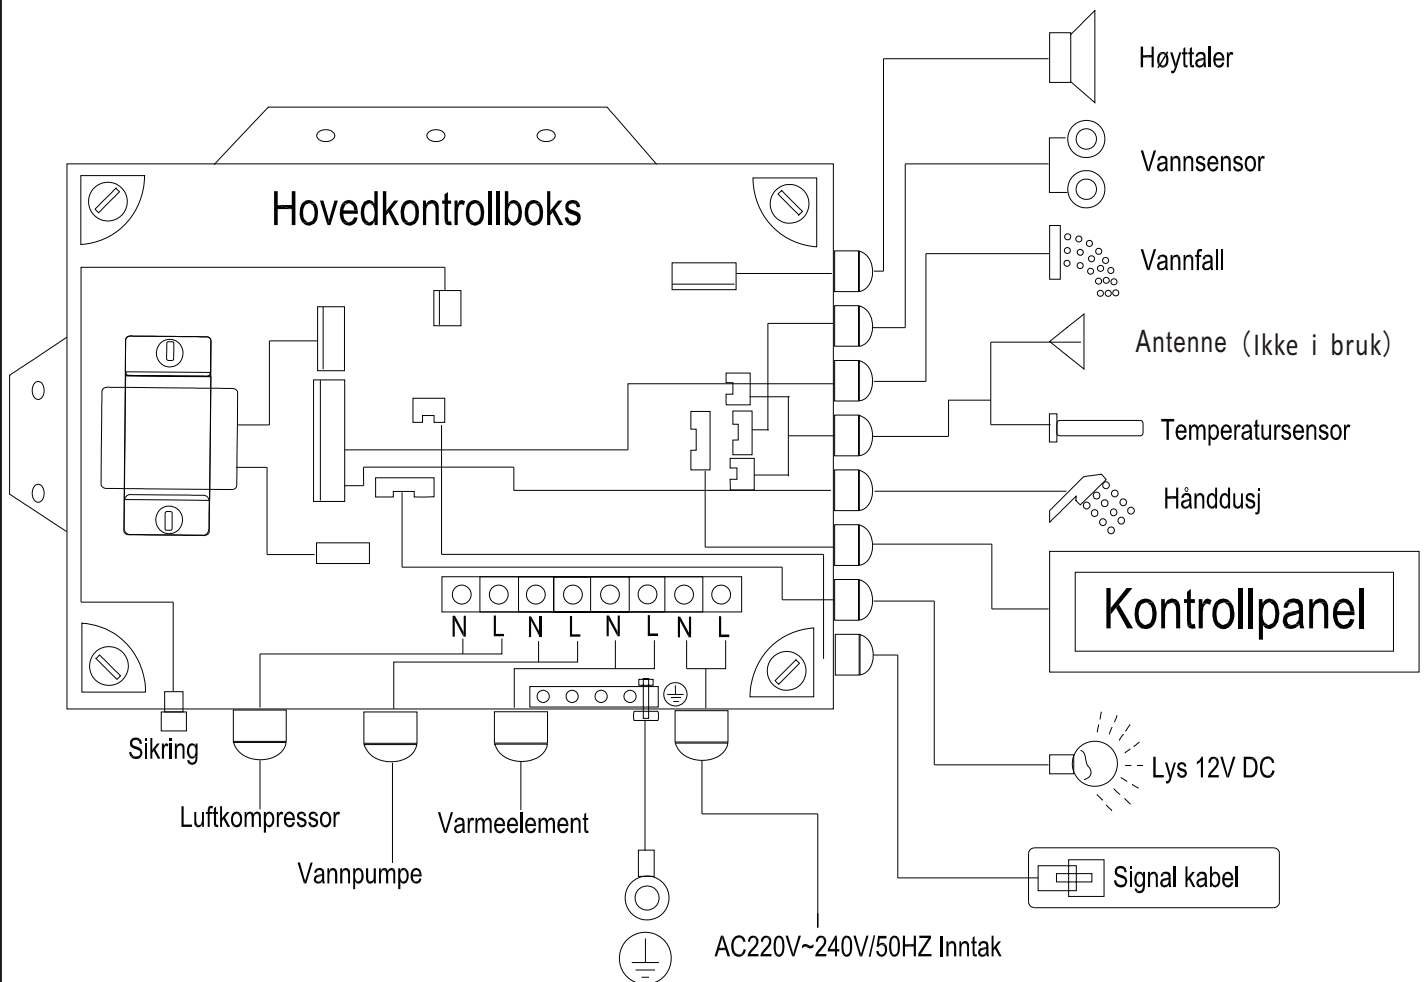 Høyttaler
Vannsensor
Hovedkontrollboks
Vannfall
Antenne (Ikke i bruk)
Temperatursensor
Hånddusj
Kontrollpanel
N L N L N L N L
Sikring
Lys 12V DC
Luftkompressor
Varmeelement
Vannpumpe
Signal kabel
AC220V~240V/50HZ Inntak